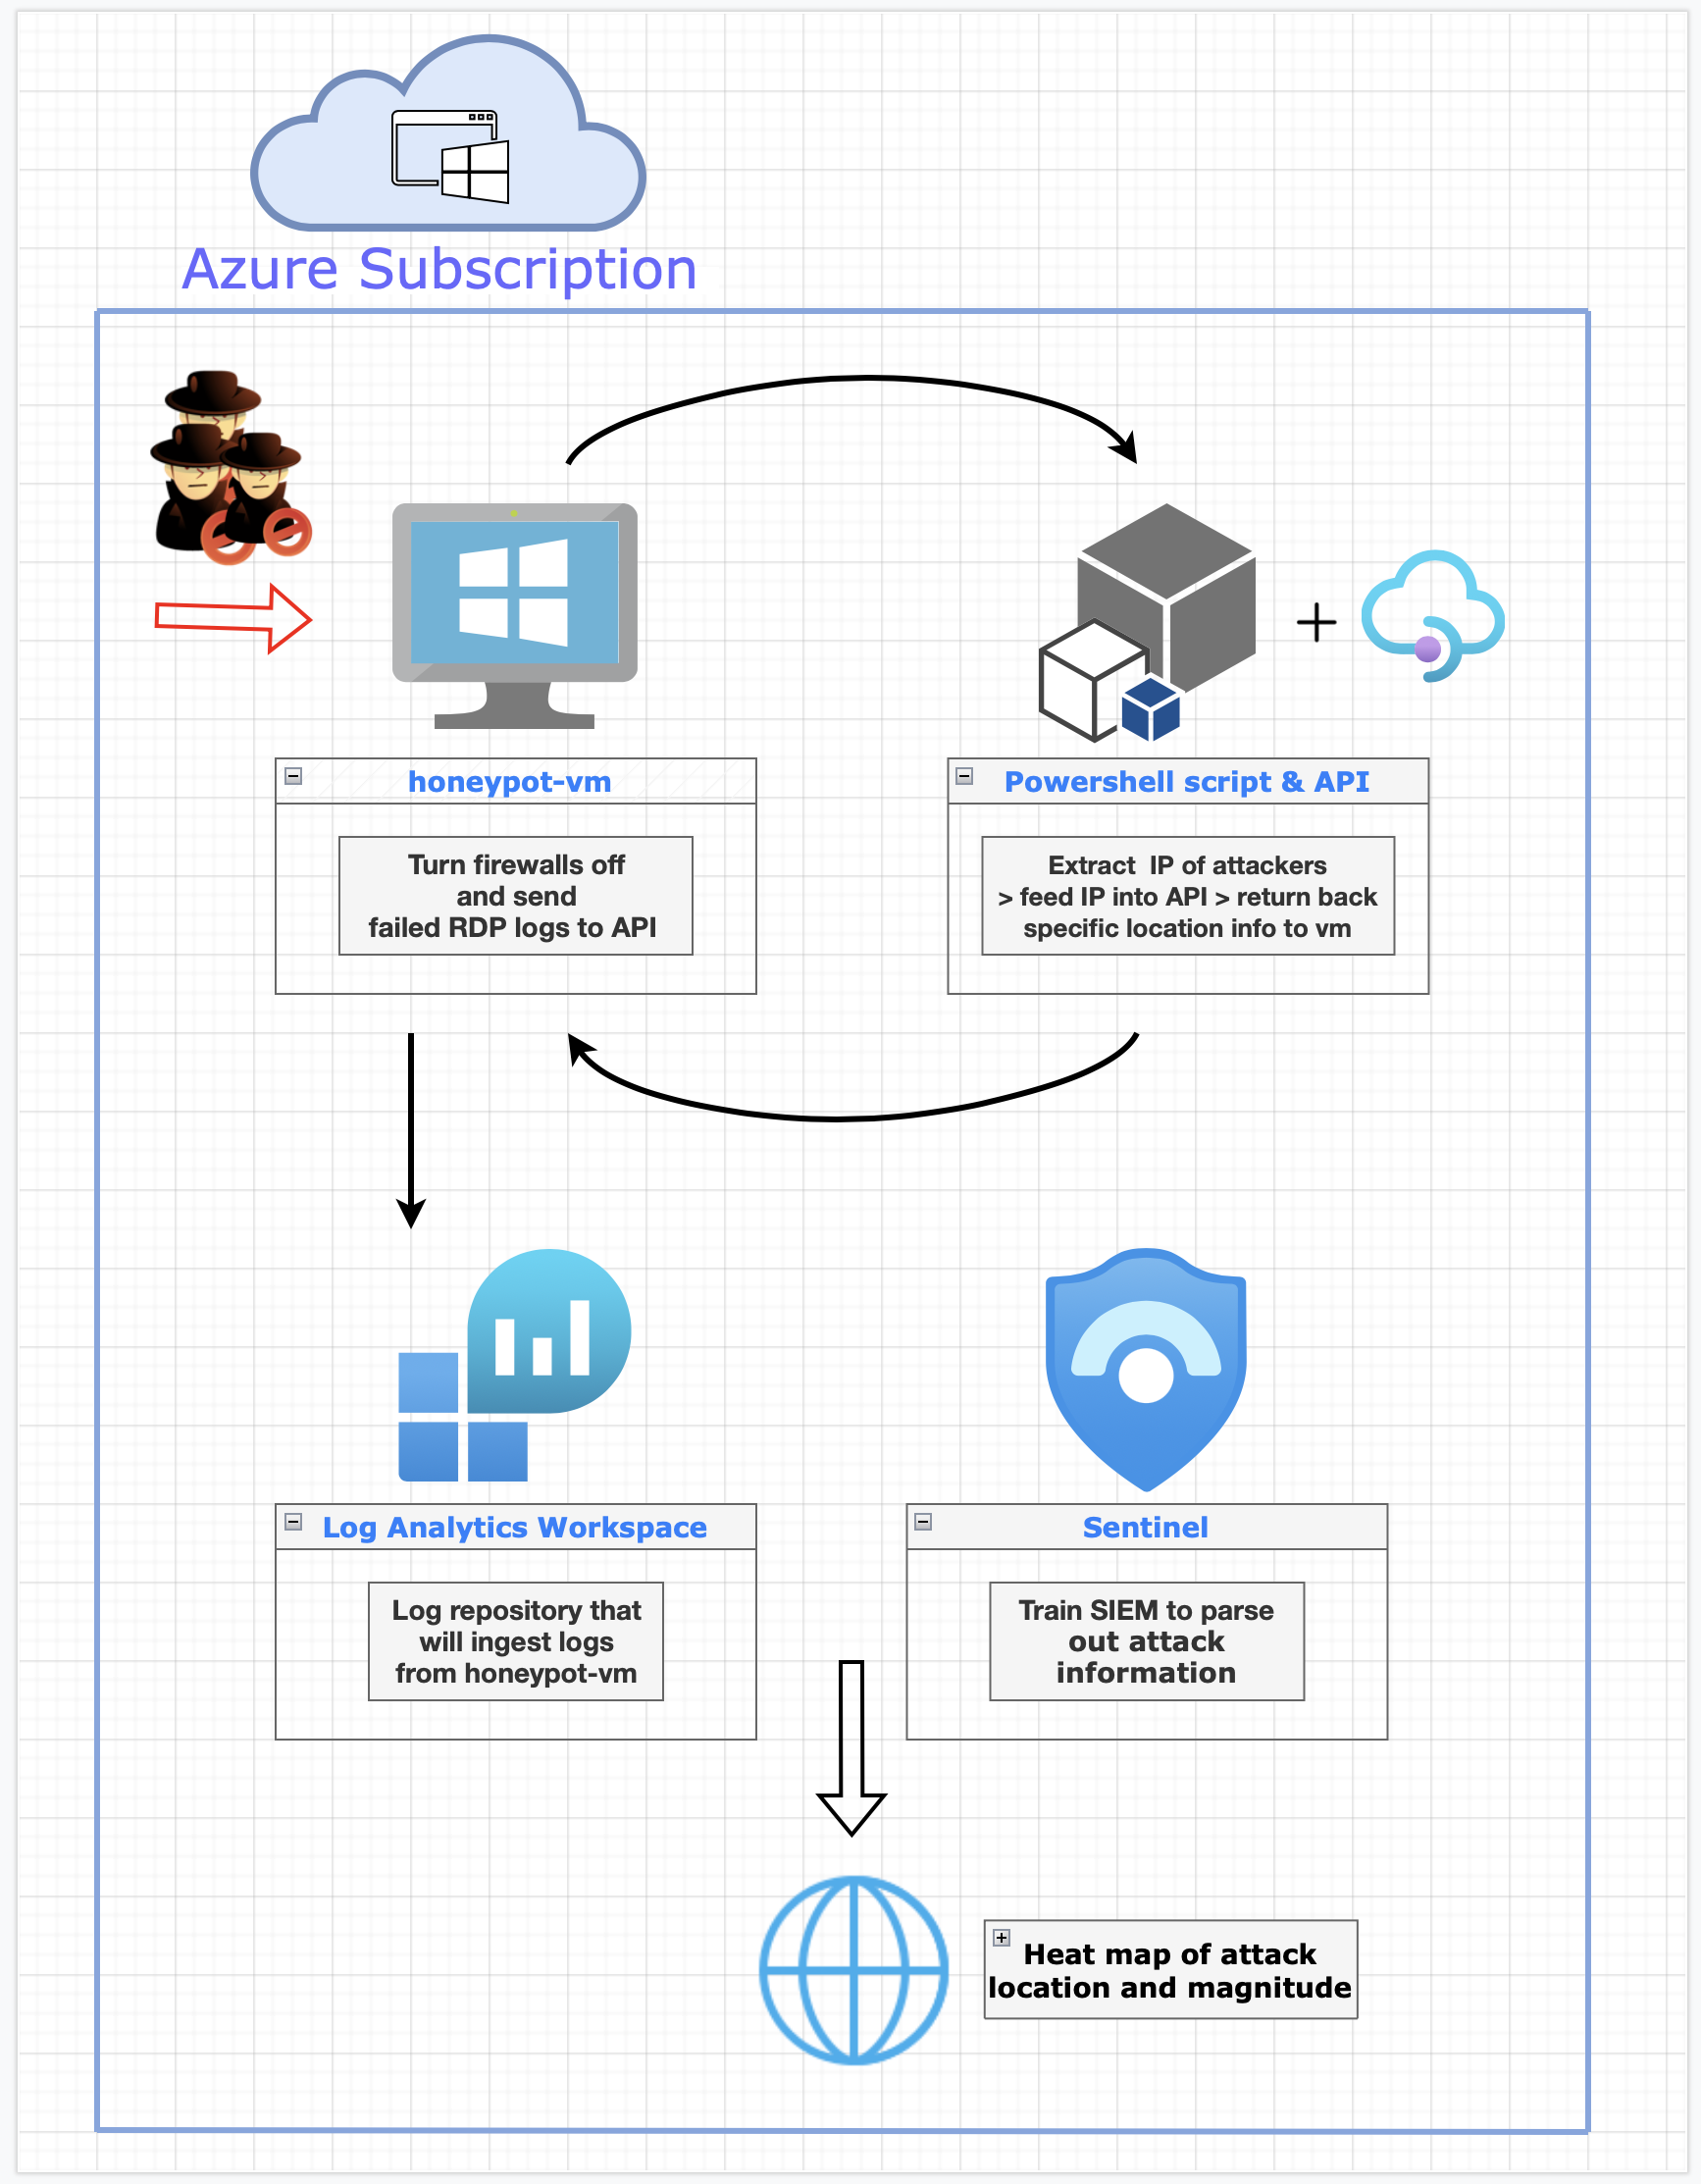 Azure Subscription
honeypot-vm
Turn firewalls off
and send
failed RDP logs to API
Powershell script & API
Extract  IP of attackers
> feed IP into API > return back
specific location info to vm
Log Analytics Workspace
Log repository that
will ingest logs
from honeypot-vm
Sentinel
Train SIEM to parse
out attack
information
Heat map of attack
location and magnitude